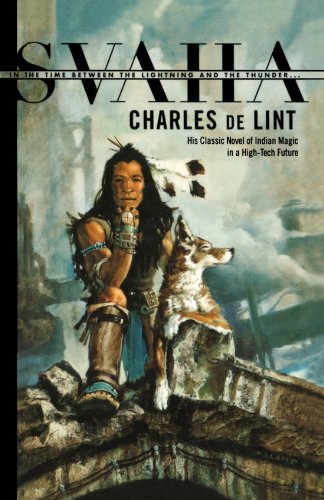 SVAHA
IN THE TIME BETWEEN THE LIGHTNING AND THE THUNDER...
CHARLES DE LINT
His Classic Novel of Indian Magic
in a High-Tech Future